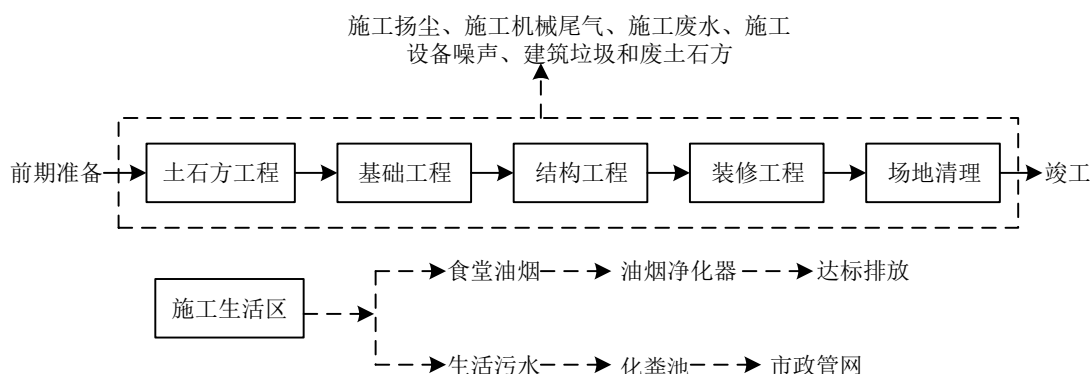 施工扬尘、施工机械尾气、施工废水、施工
设备噪声、建筑垃圾和废土石方
前期准备 土石方工程 基础工程 结构工程 装修工程 场地清理 竣工
食堂油烟 油烟净化器 达标排放
施工生活区
生活污水 化粪池 市政管网